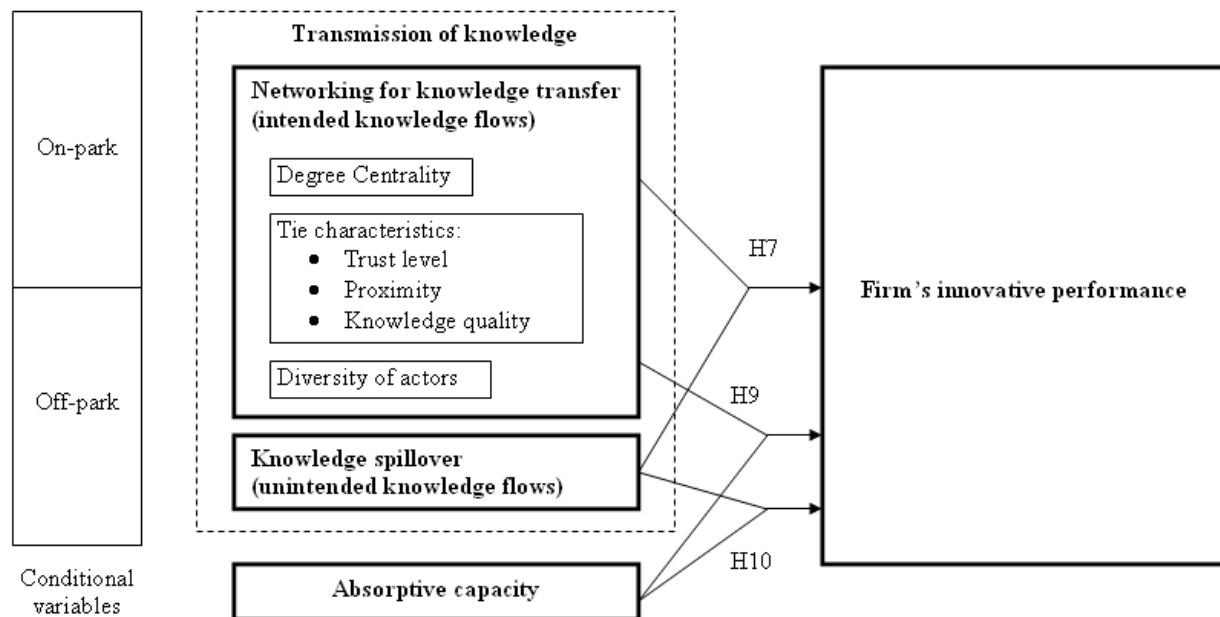 On-park
Off-park
Conditional
variables
Transmission of knowledge
Networking for knowledge transfer
(intended knowledge flows)
Degree Centrality
Tie characteristics:
• Trust level
• Proximity
• Knowledge quality
Diversity of actors
Knowledge spillover
(unintended knowledge flows)
Absorptive capacity
H7
H9
H10
Firm's innovative performance